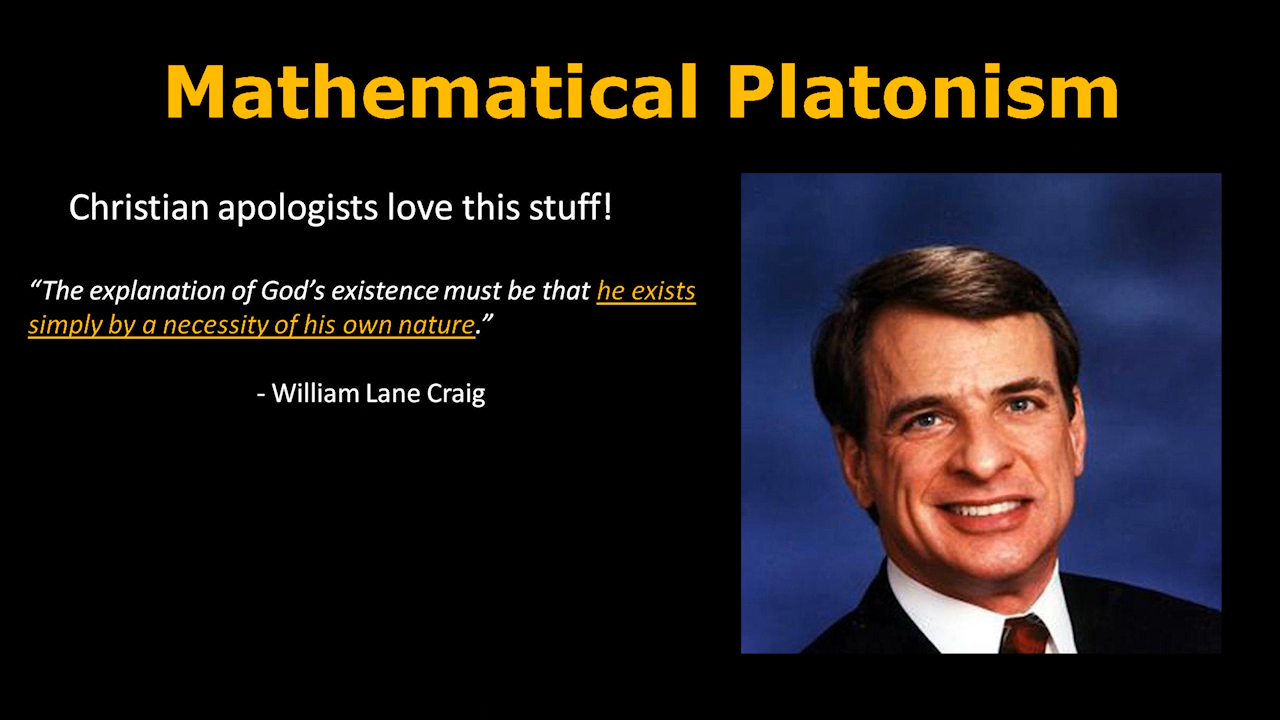 Mathematical Platonism
Christian apologists love this stuff!
“The explanation of God’s existence must be that he exists
simply by a necessity of his own nature.”
- William Lane Craig